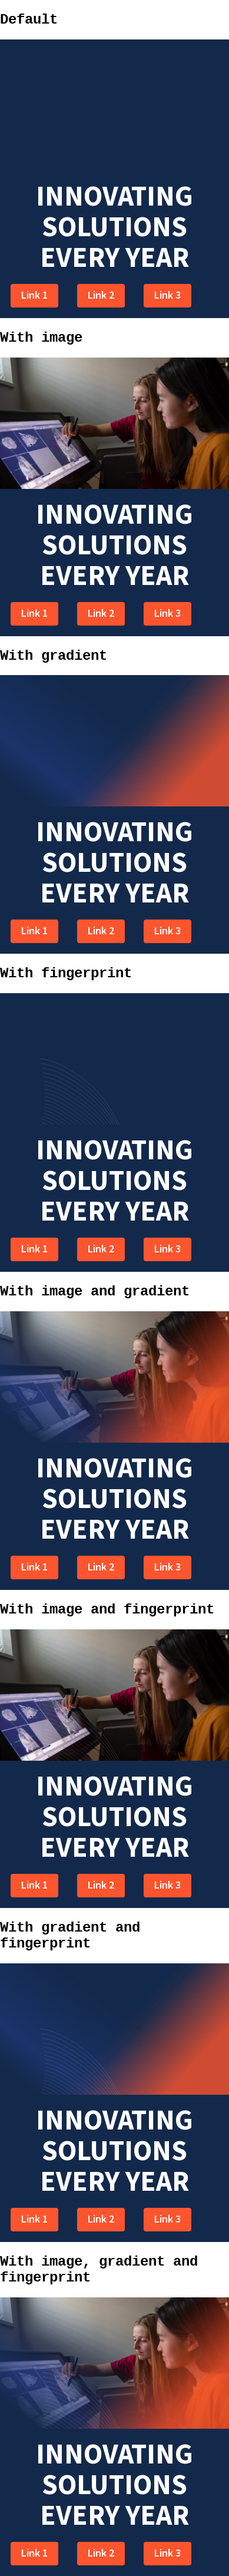 Default
INNOVATING
SOLUTIONS
EVERY YEAR
Link 1 Link 2 Link 3
With image
INNOVATING
SOLUTIONS
EVERY YEAR
Link 1 Link 2 Link 3
With gradient
INNOVATING
SOLUTIONS
EVERY YEAR
Link 1 Link 2 Link 3
With fingerprint
INNOVATING
SOLUTIONS
EVERY YEAR
Link 1 Link 2 Link 3
With image and gradient
INNOVATING
SOLUTIONS
EVERY YEAR
Link 1 Link 2 Link 3
With image and fingerprint
INNOVATING
SOLUTIONS
EVERY YEAR
Link 1 Link 2 Link 3
With gradient and
fingerprint
INNOVATING
SOLUTIONS
EVERY YEAR
Link 1 Link 2 Link 3
With image, gradient and
fingerprint
INNOVATING
SOLUTIONS
EVERY YEAR
Link 1 Link 2 Link 3